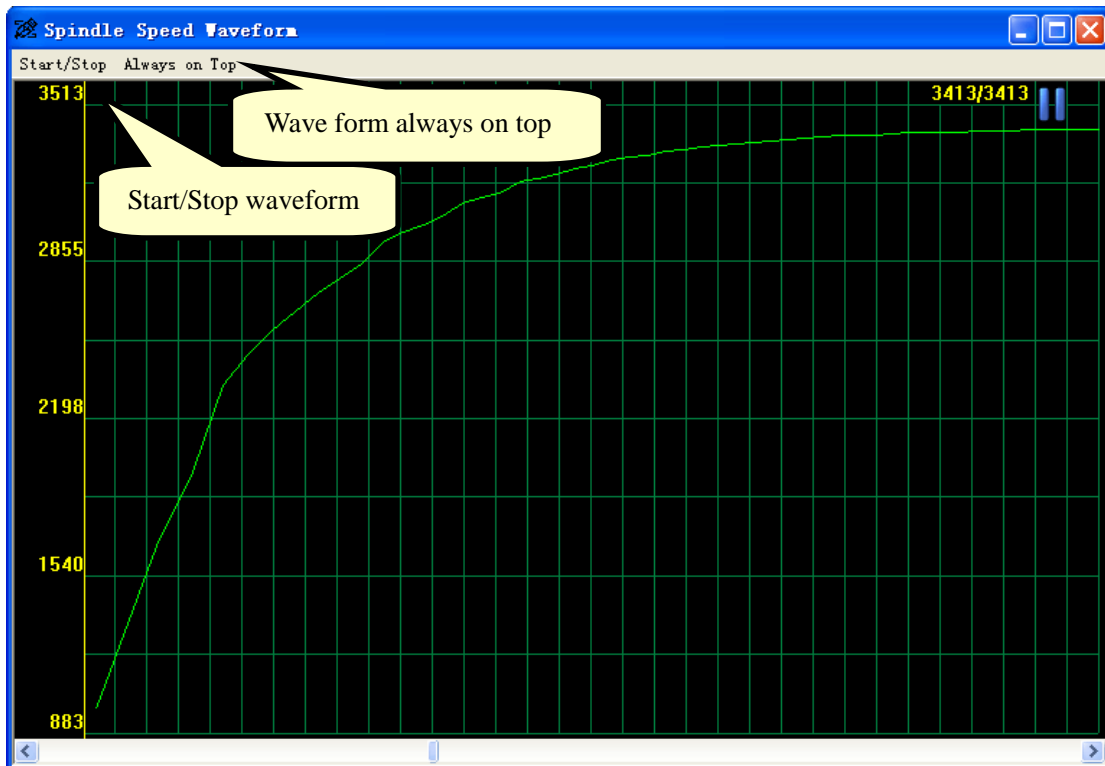 Spindle Speed Waveform
Start/Stop Always on Top
3513
3413/3413
Wave form always on top
Start/Stop waveform
2855
2198
1540
883